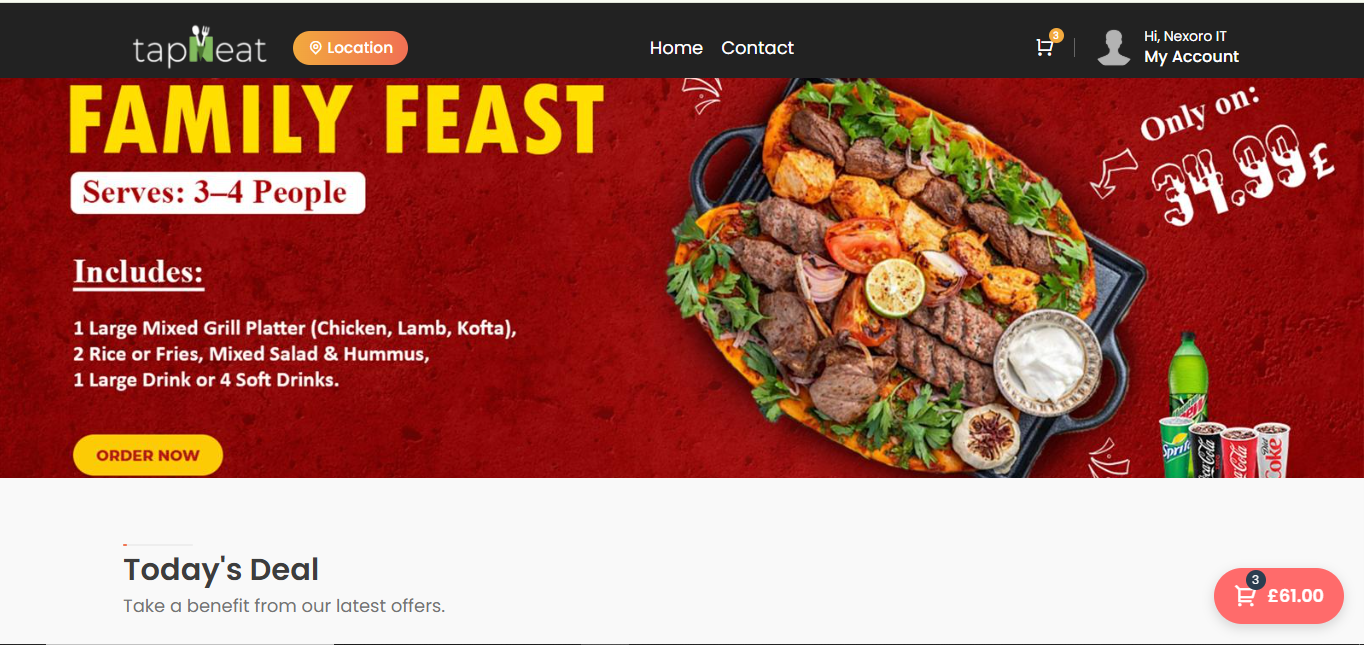 tapNeat
Location
Home
Contact
3
Hi, Nexoro IT
My Account
FAMILY FEAST
Serves: 3–4 People
Includes:
1 Large Mixed Grill Platter (Chicken, Lamb, Kofta),
2 Rice or Fries, Mixed Salad & Hummus,
1 Large Drink or 4 Soft Drinks.
ORDER NOW
Only on:
34.99£
Sprite
Coca-Cola
Coca-Cola
Diet Coke
Today's Deal
Take a benefit from our latest offers.
3
£61.00